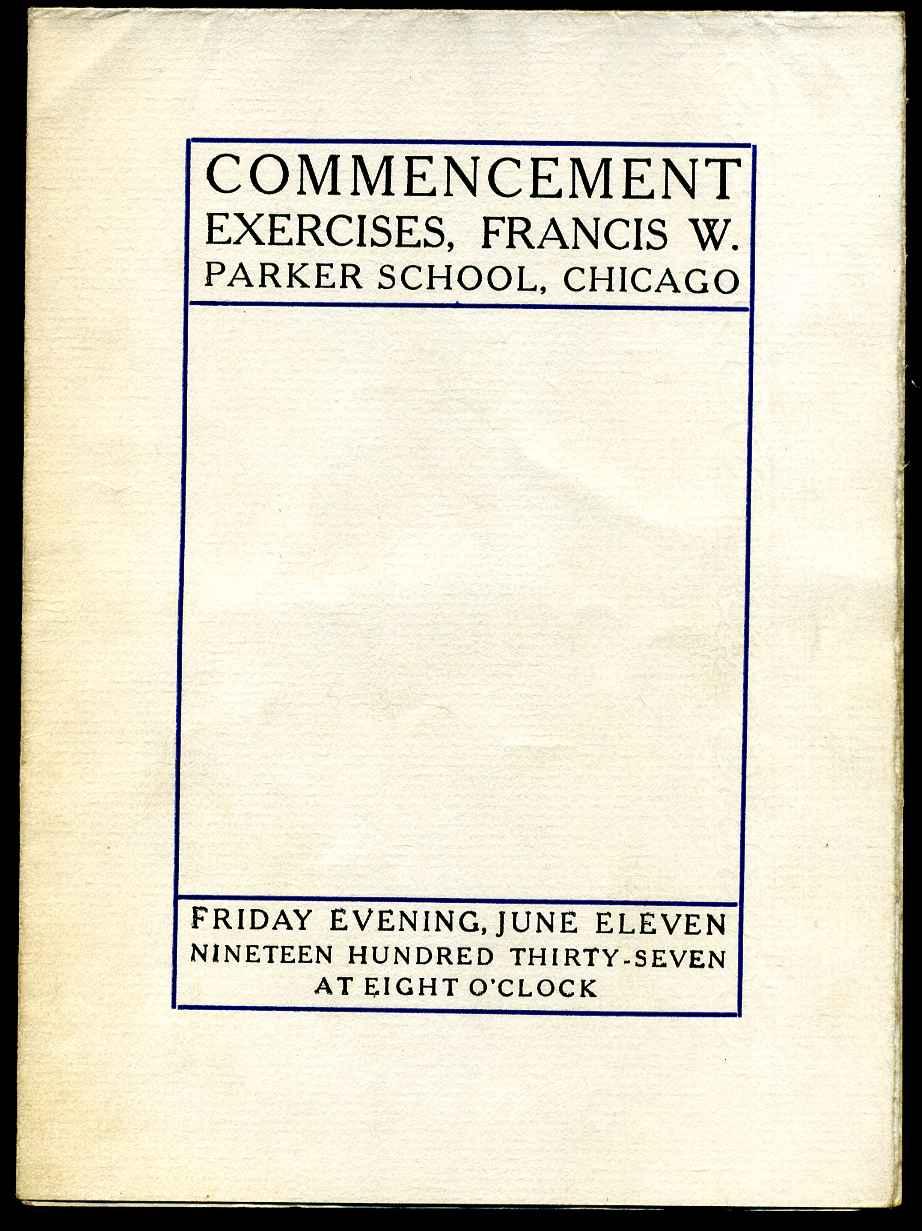 COMMENCEMENT
EXERCISES, FRANCIS W.
PARKER SCHOOL, CHICAGO
FRIDAY EVENING, JUNE ELEVEN
NINETEEN HUNDRED THIRTY-SEVEN
AT EIGHT O'CLOCK